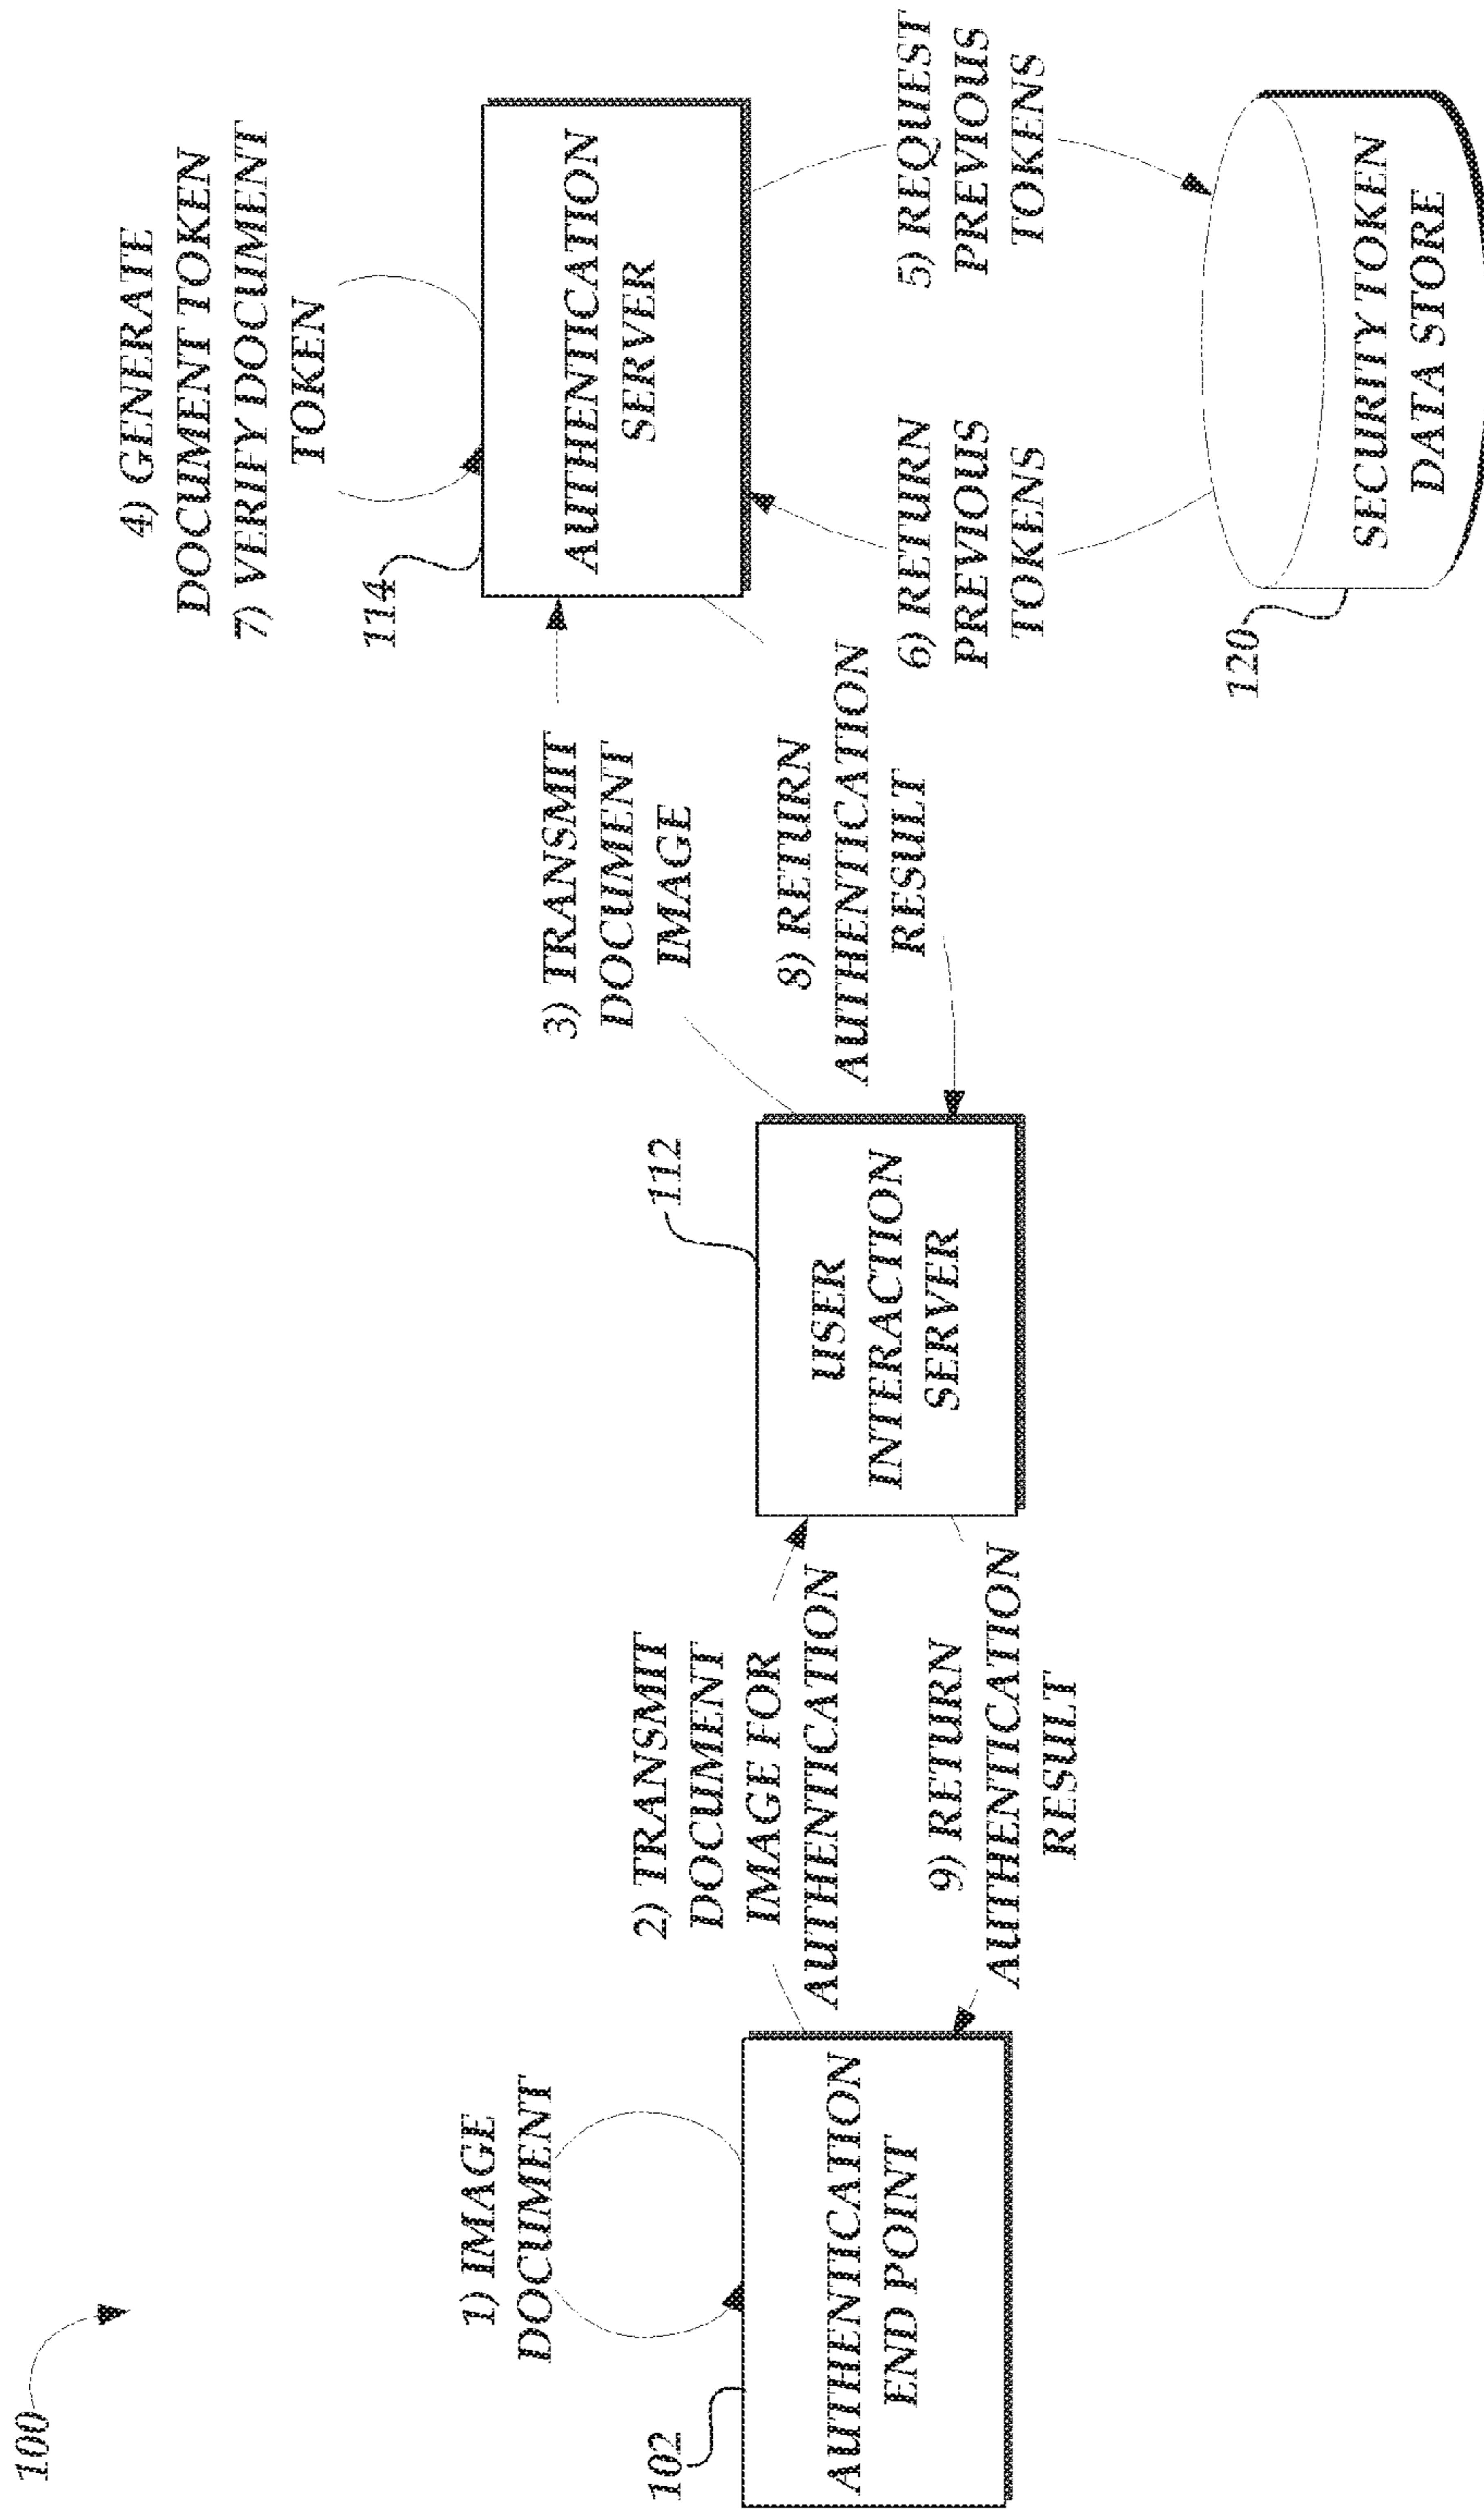 100
1) IMAGE
DOCUMENT
102
AUTHENTICATION
END POINT
2) TRANSMIT
DOCUMENT
IMAGE FOR
AUTHENTICATION
9) RETURN
AUTHENTICATION
RESULT
112
USER
INTERACTION
SERVER
3) TRANSMIT
DOCUMENT
IMAGE
8) RETURN
AUTHENTICATION
RESULT
4) GENERATE
DOCUMENT TOKEN
7) VERIFY DOCUMENT
TOKEN
114
AUTHENTICATION
SERVER
6) RETURN
PREVIOUS
TOKENS
5) REQUEST
PREVIOUS
TOKENS
120
SECURITY TOKEN
DATA STORE